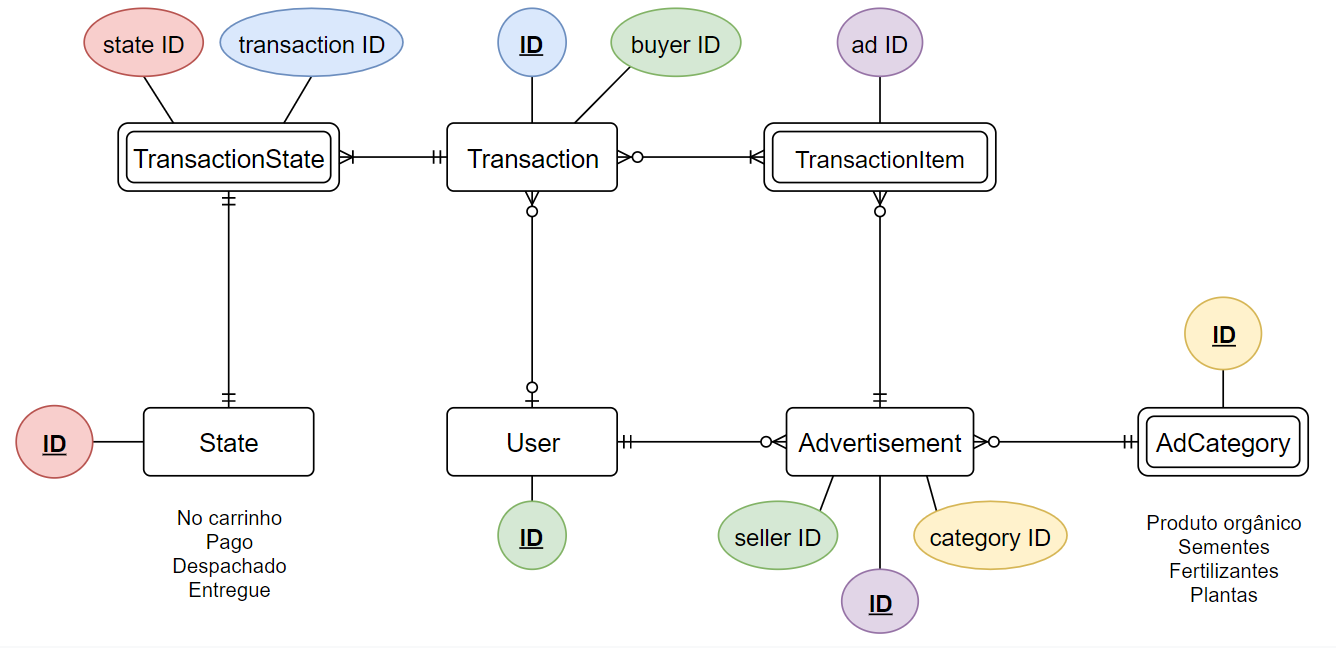 state ID
transaction ID
ID
buyer ID
ad ID
TransactionState
Transaction
TransactionItem
ID
ID
State
User
Advertisement
AdCategory
No carrinho
Pago
Despachado
Entregue
ID
seller ID
category ID
ID
Produto orgânico
Sementes
Fertilizantes
Plantas